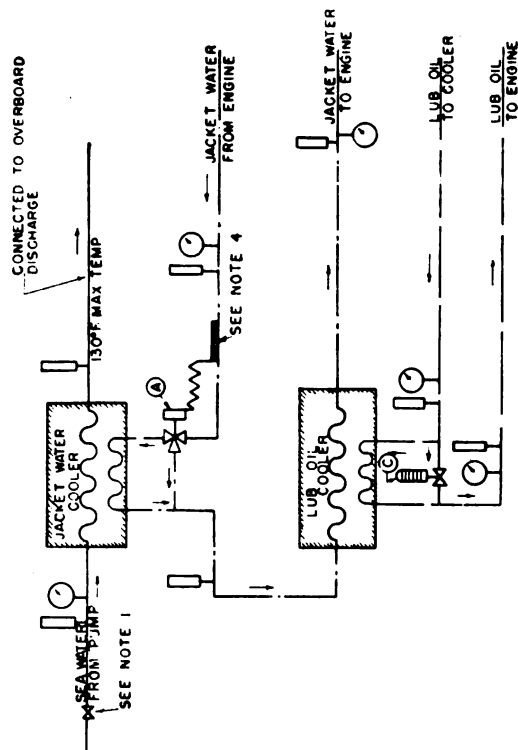 CONNECTED TO OVERBOARD
DISCHARGE
130°F. MAX TEMP
JACKET WATER
COOLER
SEA WATER
FROM PUMP
SEE NOTE 1
A
SEE NOTE 4
JACKET WATER
FROM ENGINE
JACKET WATER
TO ENGINE
LUB OIL
COOLER
C
LUB OIL
TO COOLER
LUB OIL
TO ENGINE